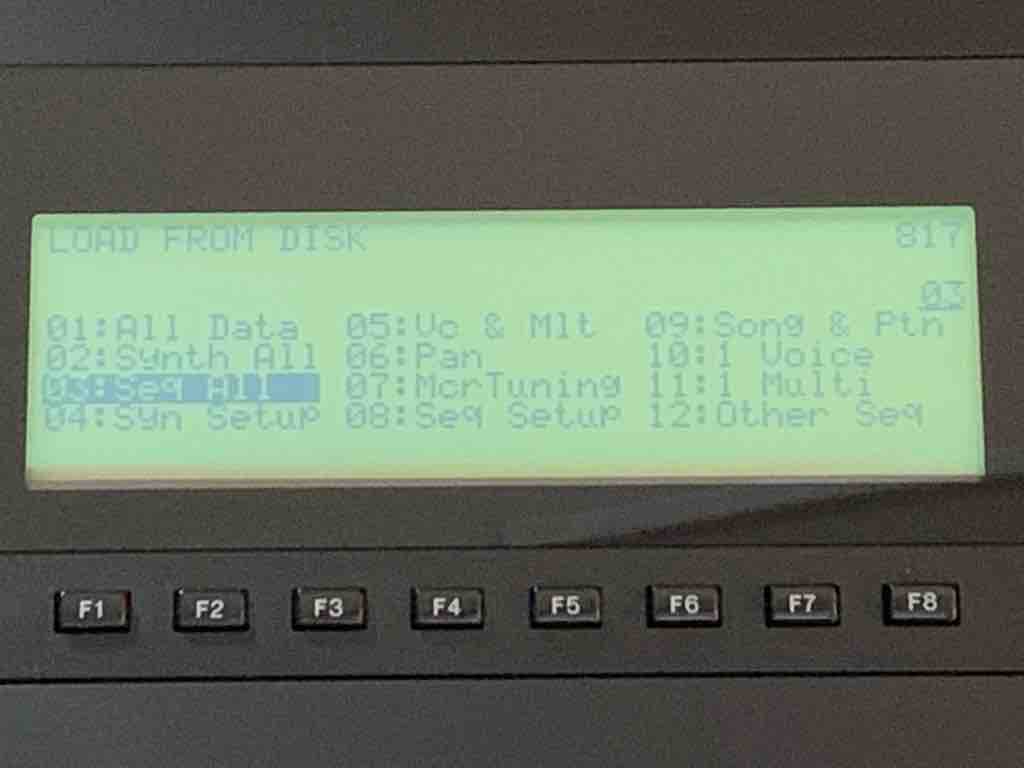 LOAD FROM DISK 817
03
01:All Data 05:Vc & Mlt 09:Song & Ptn
02:Synth All 06:Pan 10:1 Voice
03:Seq All 07:McrTuning 11:1 Multi
04:Syn Setup 08:Seq Setup 12:Other Seq
F1 F2 F3 F4 F5 F6 F7 F8